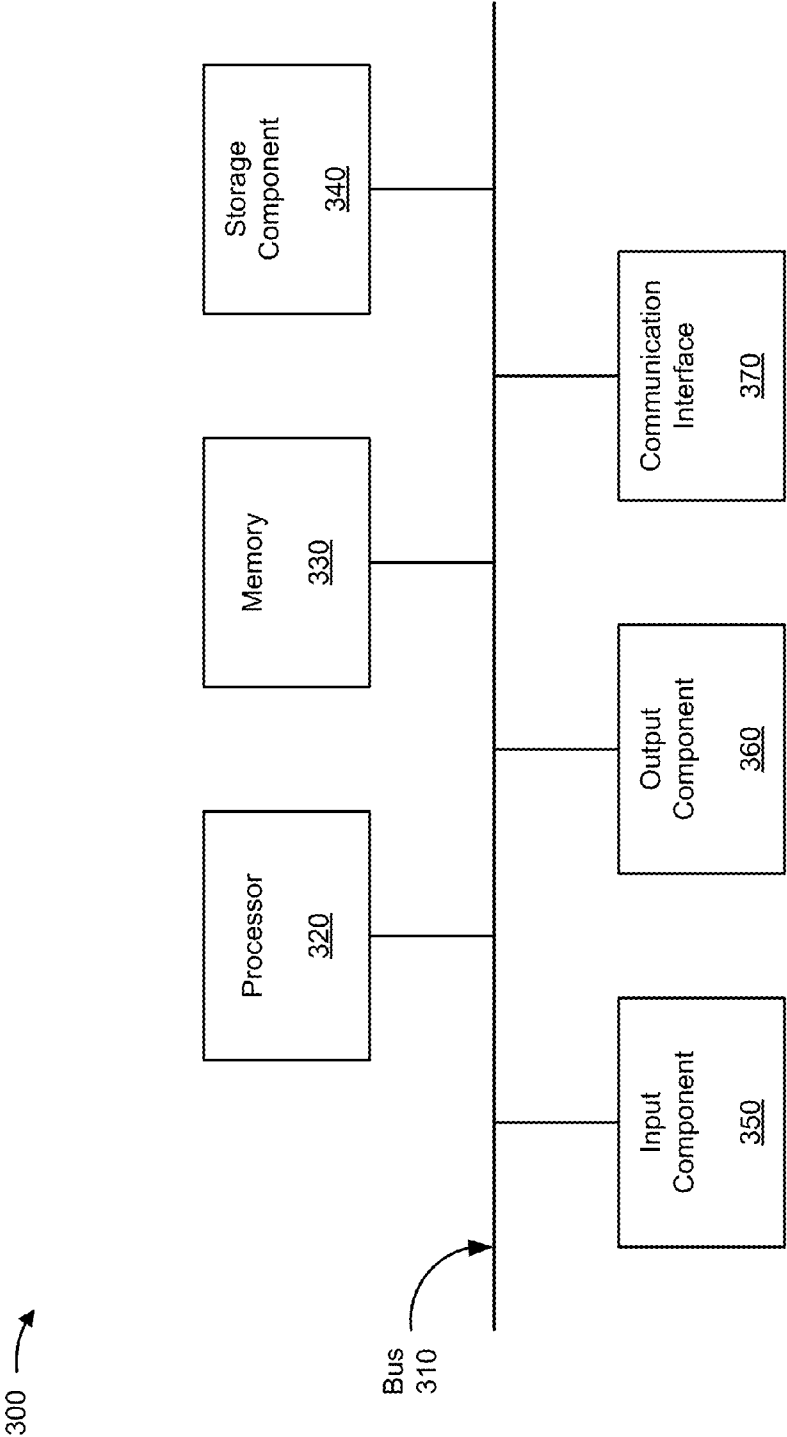 300
Processor
320
Memory
330
Storage
Component
340
Bus
310
Input
Component
350
Output
Component
360
Communication
Interface
370